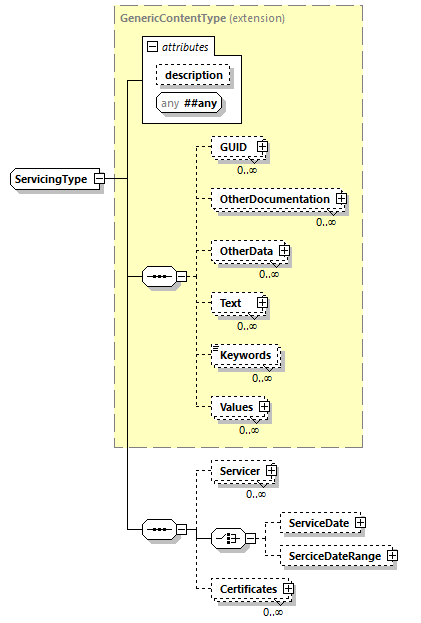 GenericContentType (extension)
attributes
description
any ##any
ServicingType
GUID
0..∞
OtherDocumentation
0..∞
OtherData
0..∞
Text
0..∞
Keywords
0..∞
Values
0..∞
Servicer
0..∞
ServiceDate
SerciceDateRange
Certificates
0..∞